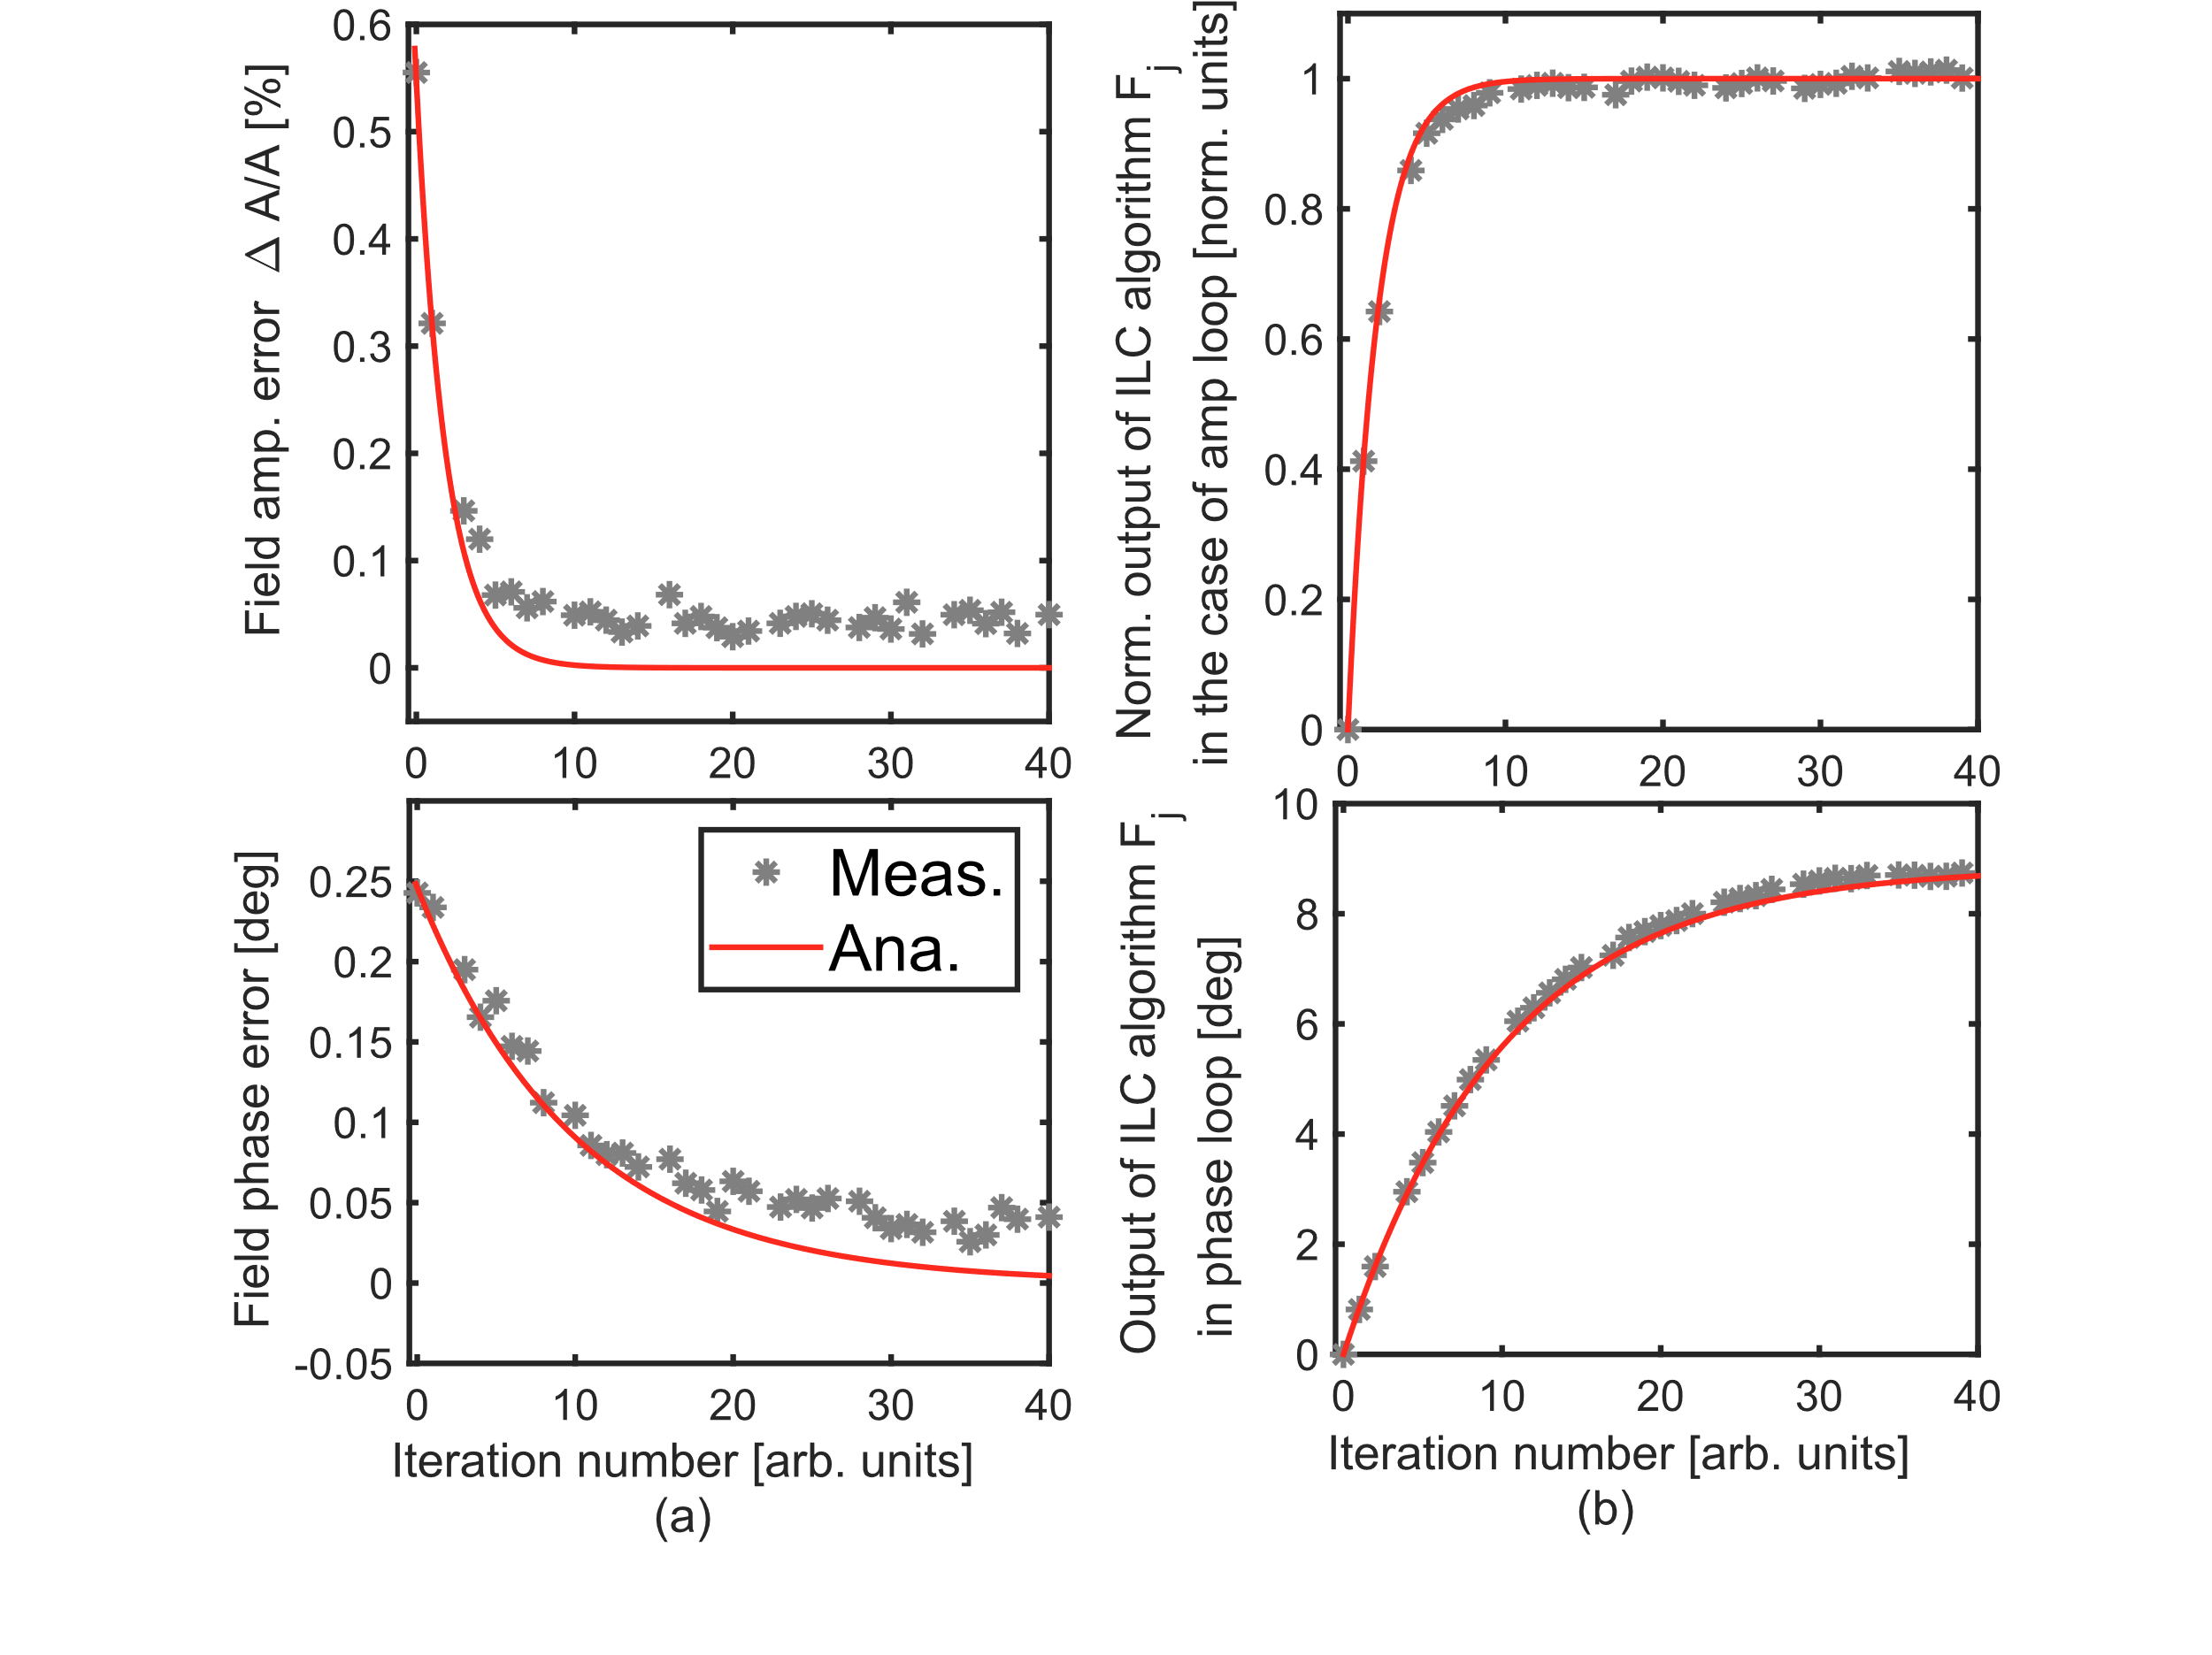 Field amp. error △ A/A [%]
0.6
0.5
0.4
0.3
0.2
0.1
0
0 10 20 30 40
Norm. output of ILC algorithm Fj
in the case of amp loop [norm. units]
1
0.8
0.6
0.4
0.2
0
0 10 20 30 40
Field phase error [deg]
0.25
0.2
0.15
0.1
0.05
0
-0.05
Meas.
Ana.
0 10 20 30 40
Iteration number [arb. units]
(a)
Output of ILC algorithm Fj
in phase loop [deg]
10
8
6
4
2
0
0 10 20 30 40
Iteration number [arb. units]
(b)